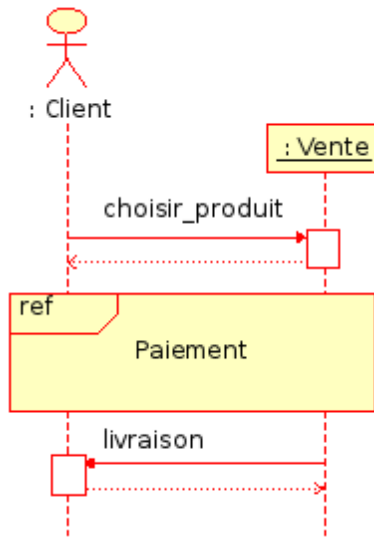 : Client
: Vente
choisir_produit
ref
Paiement
livraison